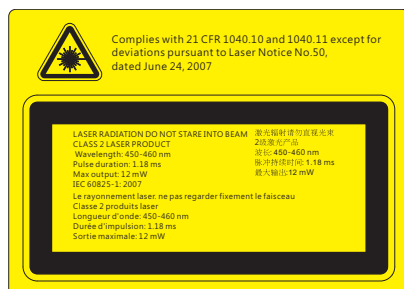 Complies with 21 CFR 1040.10 and 1040.11 except for
deviations pursuant to Laser Notice No.50,
dated June 24, 2007
LASER RADIATION DO NOT STARE INTO BEAM
CLASS 2 LASER PRODUCT
Wavelength: 450-460 nm
Pulse duration: 1.18 ms
Max output: 12 mW
IEC 60825-1: 2007
激光辐射请勿直视光束
2级激光产品
波长: 450-460 nm
脉冲持续时间: 1.18 ms
最大输出:12 mW
Le rayonnement laser. ne pas regarder fixement le faisceau
Classe 2 produits laser
Longueur d'onde: 450-460 nm
Durée d'impulsion: 1.18 ms
Sortie maximale: 12 mW